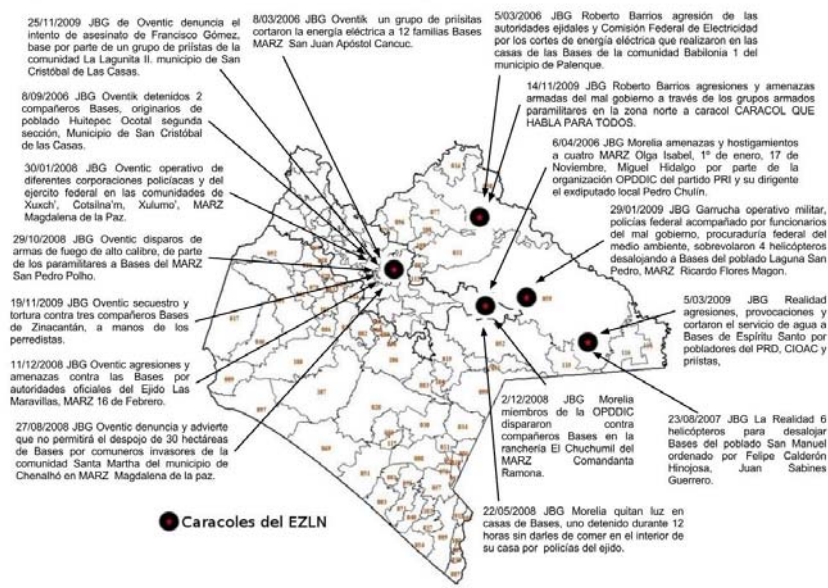 25/11/2009 JBG de Oventic denuncia el
intento de asesinato de Francisco Gómez,
base por parte de un grupo de priístas de la
comunidad La Lagunita II. municipio de San
Cristóbal de Las Casas.
8/09/2006 JBG Oventik detenidos 2
compañeros Bases, originarios de
poblado Huitepec Ocotal segunda
sección, Municipio de San Cristóbal
de las Casas.
30/01/2008 JBG Oventic operativo de
diferentes corporaciones policíacas y del
ejercito federal en las comunidades de
Xuxch', Cotsilna'm, Xulumo', MARZ
Magdalena de la Paz.
29/10/2008 JBG Oventic disparos de
armas de fuego de alto calibre, de parte
de los paramilitares a Bases del MARZ
San Pedro Polho.
19/11/2009 JBG Oventic secuestro y
tortura contra tres compañeros Bases
de Zinacantán, a manos de los
perredistas.
11/12/2008 JBG Oventic agresiones y
amenazas contra las Bases por
autoridades oficiales del Ejido Las
Maravillas, MARZ 16 de Febrero.
27/08/2008 JBG Oventic denuncia y advierte
que no permitirá el despojo de 30 hectáreas
de Bases por comuneros invasores de la
comunidad Santa Martha del municipio de
Chenalhó en MARZ Magdalena de la paz.
8/03/2006 JBG Oventik un grupo de priísitas
cortaron la energía eléctrica a 12 familias Bases
MARZ San Juan Apóstol Cancuc.
5/03/2006 JBG Roberto Barrios agresión de las
autoridades ejidales y Comisión Federal de Electricidad
por los cortes de energía eléctrica que realizaron en las
casas de las Bases de la comunidad Babilonia 1 del
municipio de Palenque.
14/11/2009 JBG Roberto Barrios agresiones y amenazas
armadas del mal gobierno a través de los grupos armados
paramilitares en la zona norte a caracol CARACOL QUE
HABLA PARA TODOS.
6/04/2006 JBG Morelia amenazas y hostigamientos
a cuatro MARZ Olga Isabel, 1º de enero, 17 de
Noviembre, Miguel Hidalgo por parte de la
organización OPDDIC del partido PRI y su dirigente
el exdiputado local Pedro Chulín.
29/01/2009 JBG Garrucha operativo militar,
policías federal acompañado por funcionarios
del mal gobierno, procuraduría federal del
medio ambiente, sobrevolaron 4 helicópteros
desalojando a Bases del poblado Laguna San
Pedro, MARZ Ricardo Flores Magon.
5/03/2009 JBG Realidad
agresiones, provocaciones y
cortaron el servicio de agua a
Bases de Espíritu Santo por
pobladores del PRD, CIOAC y
priístas,
23/08/2007 JBG La Realidad 6
helicópteros para desalojar
Bases del poblado San Manuel
ordenado por Felipe Calderón
Hinojosa, Juan Sabines
Guerrero.
2/12/2008 JBG Morelia
miembros de la OPDDIC
dispararon contra
compañeros Bases en la
ranchería El Chuchumil del
MARZ Comandanta
Ramona.
22/05/2008 JBG Morelia quitan luz en
casas de Bases, uno detenido durante 12
horas sin darles de comer en el interior de
su casa por policías del ejido.
Caracoles del EZLN